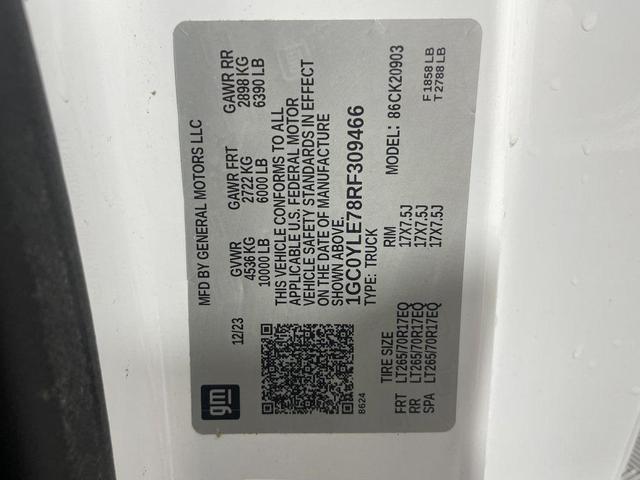 gm
12/23
MFD BY GENERAL MOTORS LLC
GVWR GAWR FRT GAWR RR
4536 KG 2722 KG 2898 KG
10000 LB 6000 LB 6390 LB
THIS VEHICLE CONFORMS TO ALL
APPLICABLE U.S. FEDERAL MOTOR
VEHICLE SAFETY STANDARDS IN EFFECT
ON THE DATE OF MANUFACTURE
SHOWN ABOVE.
1GC0YLE78RF309466
TYPE: TRUCK
8624
MODEL: 86CK20903
TIRE SIZE RIM
FRT LT265/70R17EQ 17X7.5J
RR LT265/70R17EQ 17X7.5J
SPA LT265/70R17EQ 17X7.5J
F 1858 LB
T 2788 LB